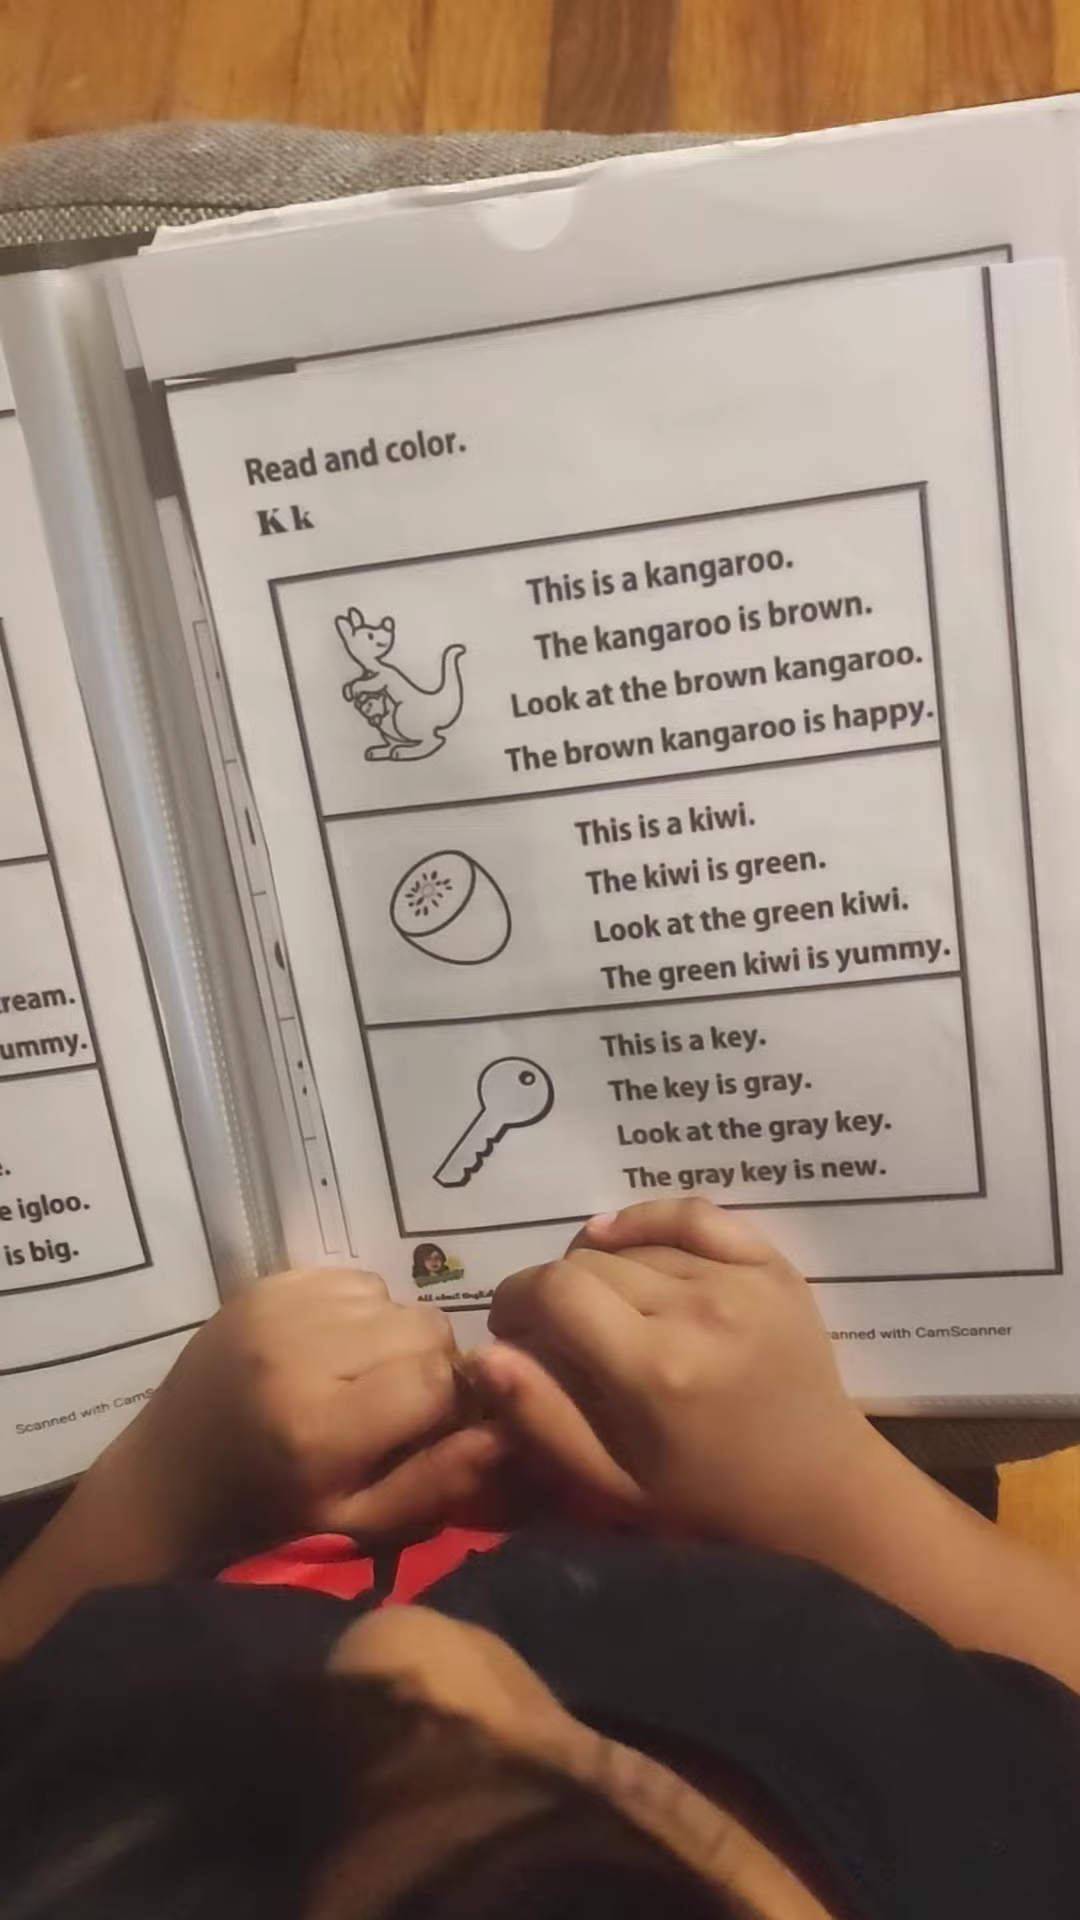 ream.
ummy.
e igloo.
is big.
Scanned with CamS
Read and color.
K k
This is a kangaroo.
The kangaroo is brown.
Look at the brown kangaroo.
The brown kangaroo is happy.
This is a kiwi.
The kiwi is green.
Look at the green kiwi.
The green kiwi is yummy.
This is a key.
The key is gray.
Look at the gray key.
The gray key is new.
All about
anned with CamScanner